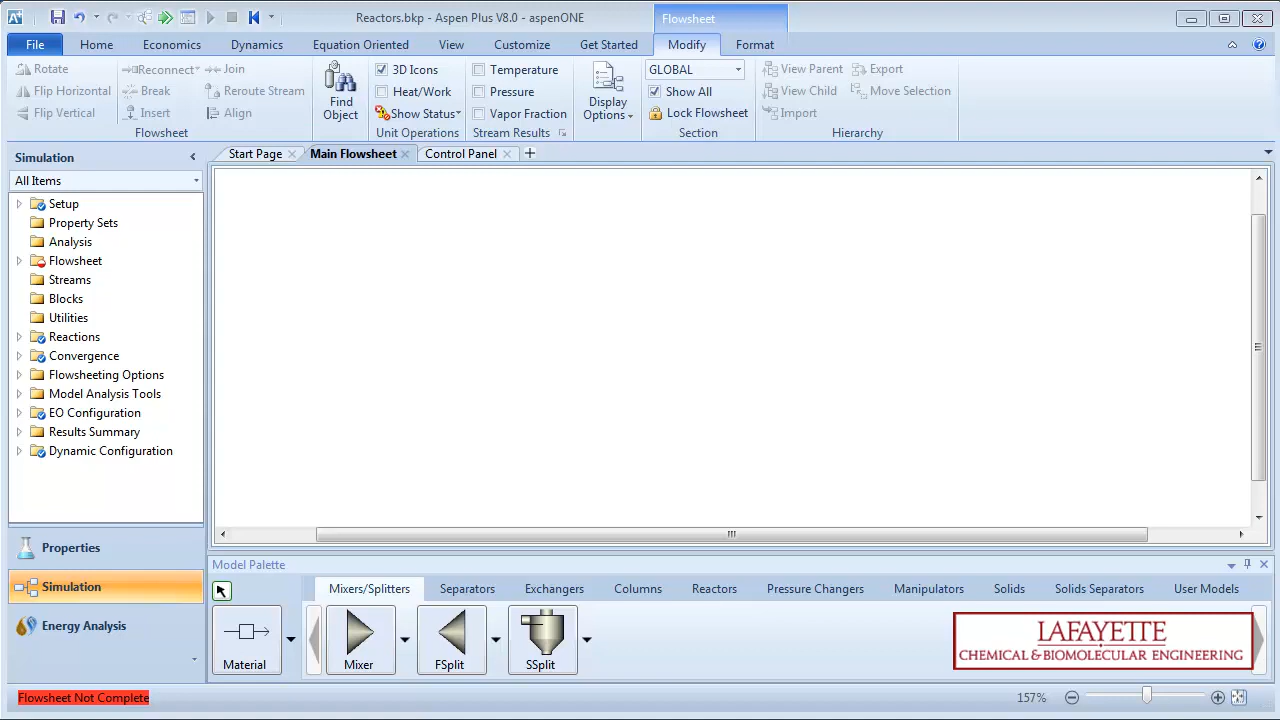 Reactors.bkp - Aspen Plus V8.0 - aspenONE
Flowsheet
File Home Economics Dynamics Equation Oriented View Customize Get Started Modify Format
Rotate
Flip Horizontal
Flip Vertical
Reconnect
Break
Insert
Join
Reroute Stream
Align
Flowsheet
Find
Object
3D Icons
Heat/Work
Show Status
Unit Operations
Temperature
Pressure
Vapor Fraction
Stream Results
Display
Options
GLOBAL
Show All
Lock Flowsheet
Section
View Parent
View Child
Import
Export
Move Selection
Hierarchy
Simulation
All Items
Setup
Property Sets
Analysis
Flowsheet
Streams
Blocks
Utilities
Reactions
Convergence
Flowsheeting Options
Model Analysis Tools
EO Configuration
Results Summary
Dynamic Configuration
Properties
Simulation
Energy Analysis
Start Page Main Flowsheet Control Panel
Model Palette
Mixers/Splitters Separators Exchangers Columns Reactors Pressure Changers Manipulators Solids Solids Separators User Models
Material
Mixer
FSplit
SSplit
LAFAYETTE
CHEMICAL & BIOMOLECULAR ENGINEERING
Flowsheet Not Complete
157%